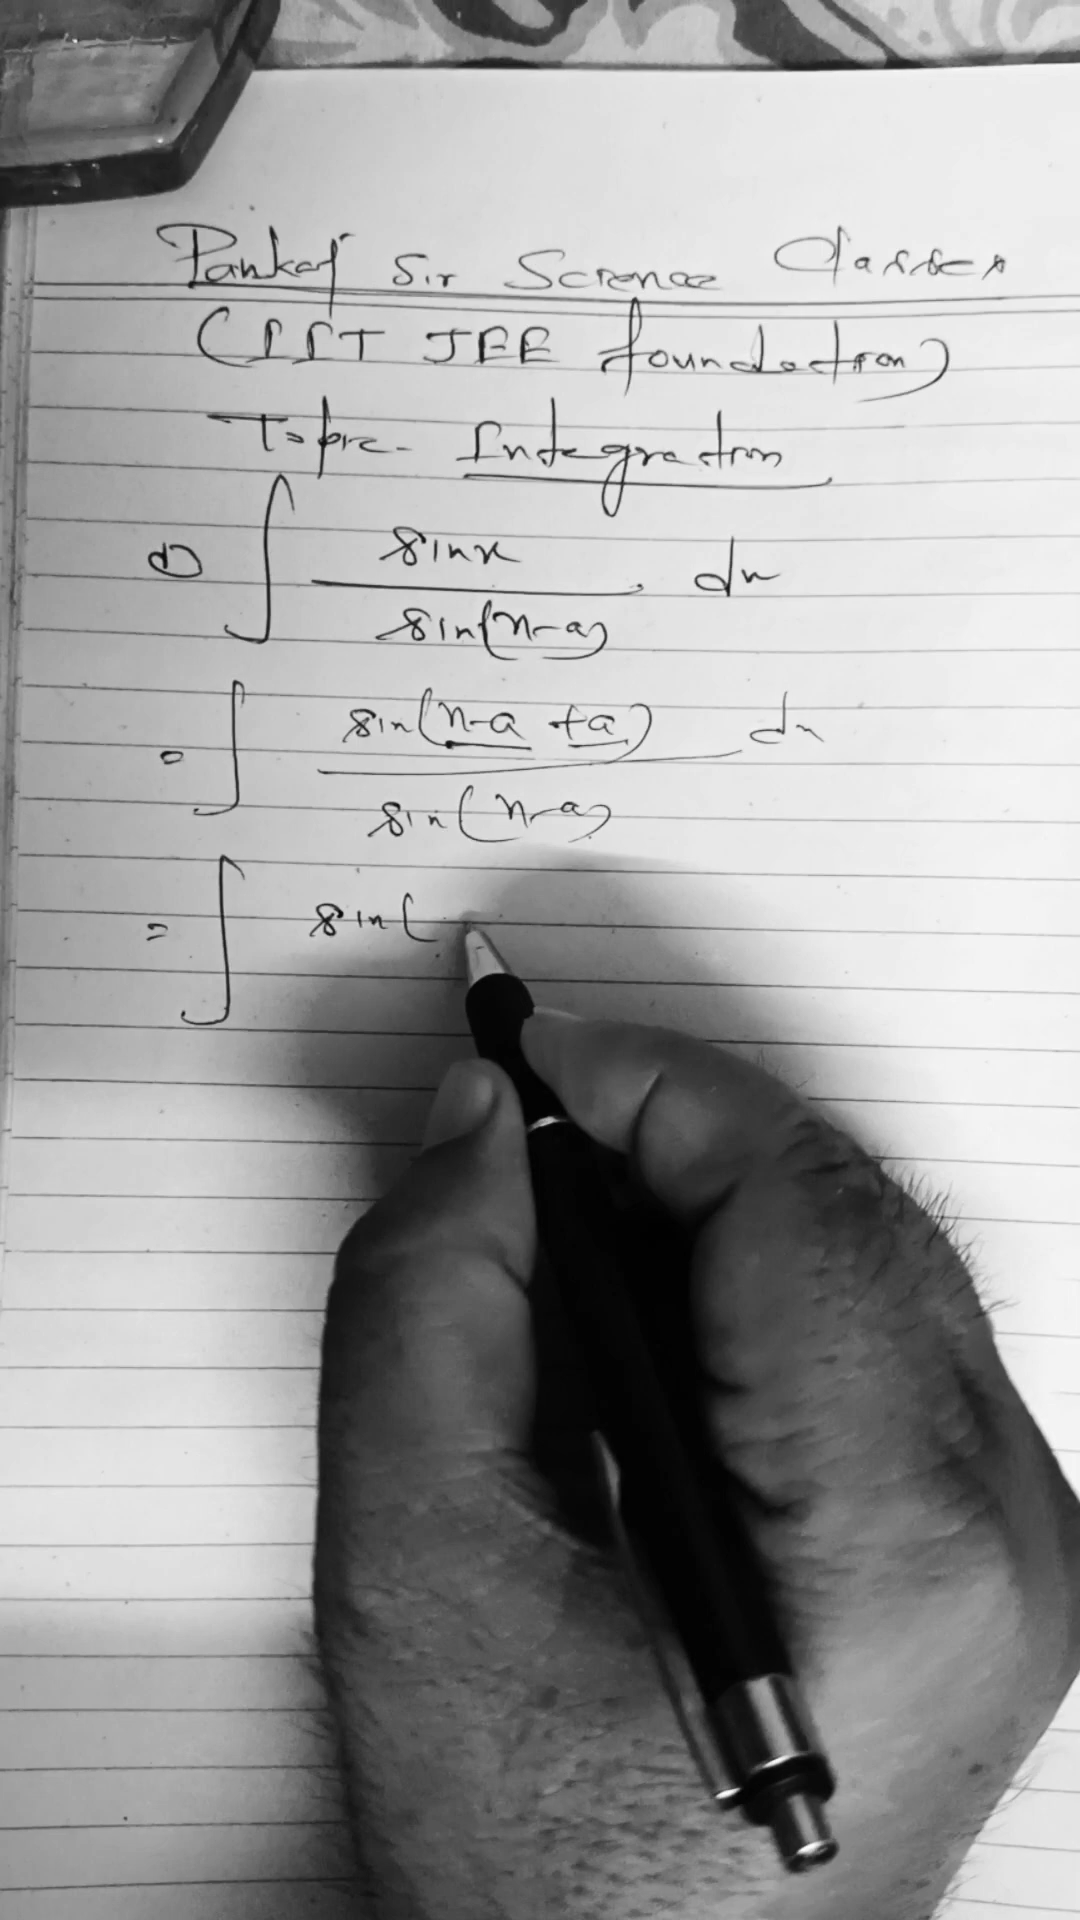 Pankaj Sir Science Classes
(IIT JEE foundation)
Topic - Integration
1) ∫ sinx / sin(x-a) dx
= ∫ sin(x-a +a) / sin(x-a) dx
= ∫ sin(